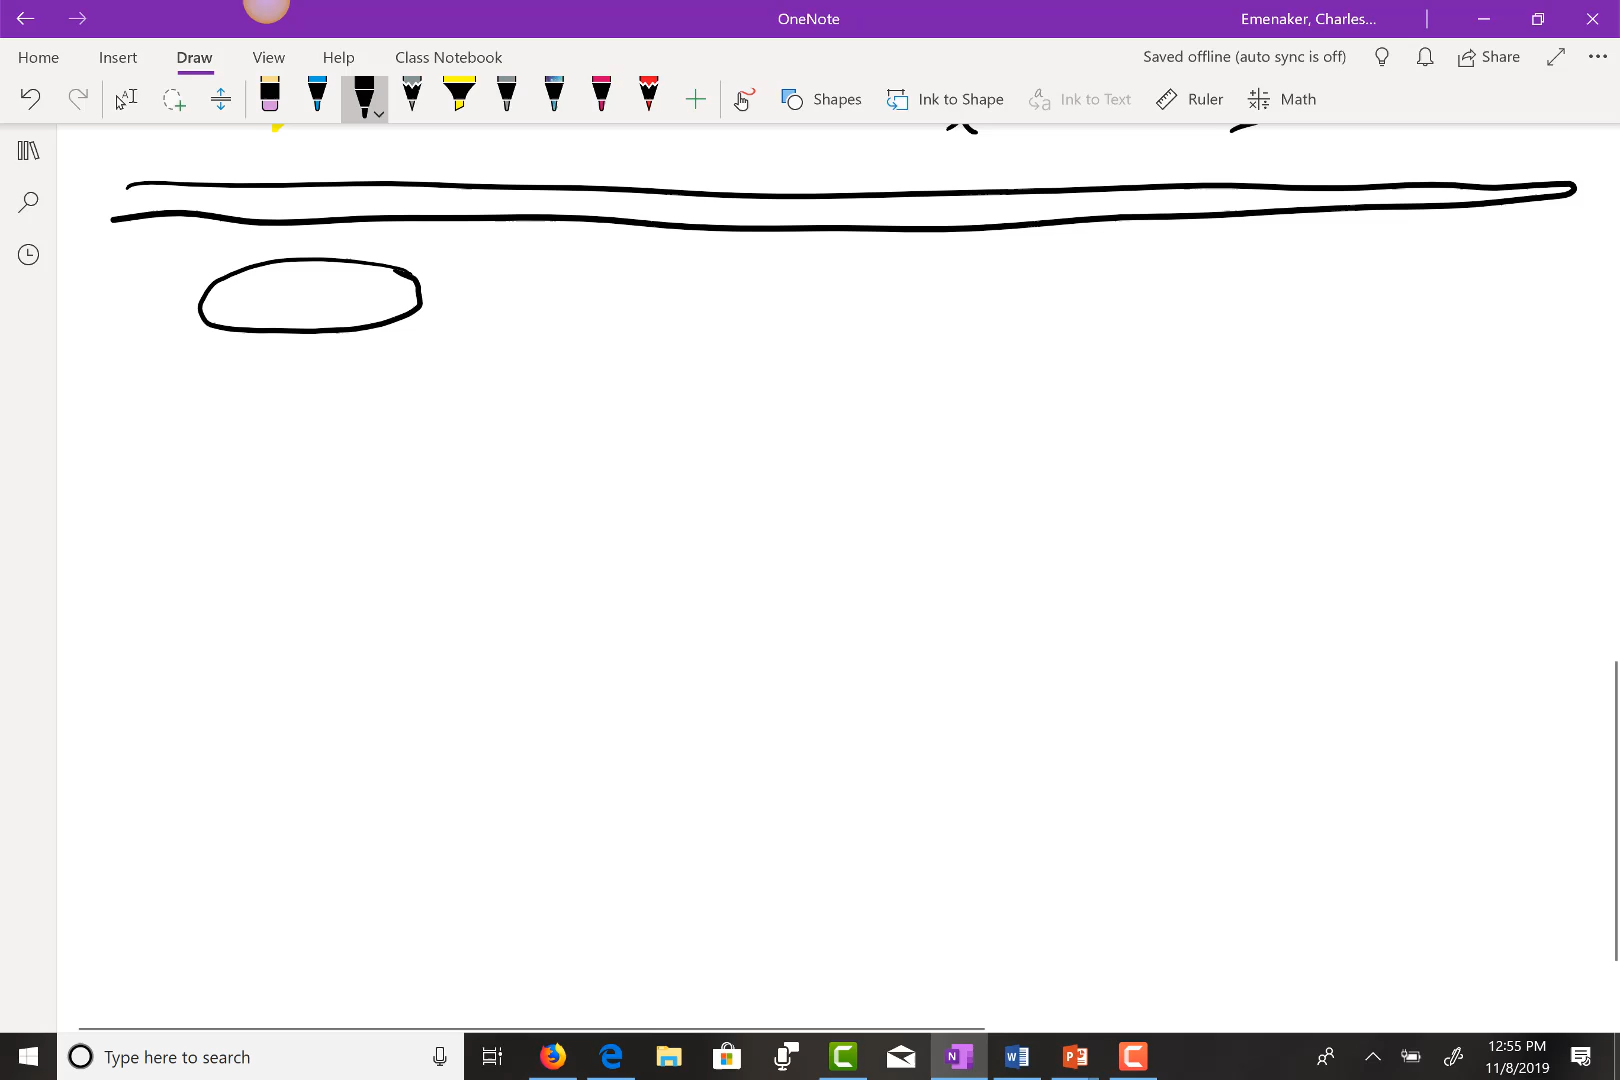 OneNote
Emenaker, Charles...
Home Insert Draw View Help Class Notebook
Saved offline (auto sync is off) Share
Shapes Ink to Shape Ink to Text Ruler Math
Type here to search
12:55 PM
11/8/2019